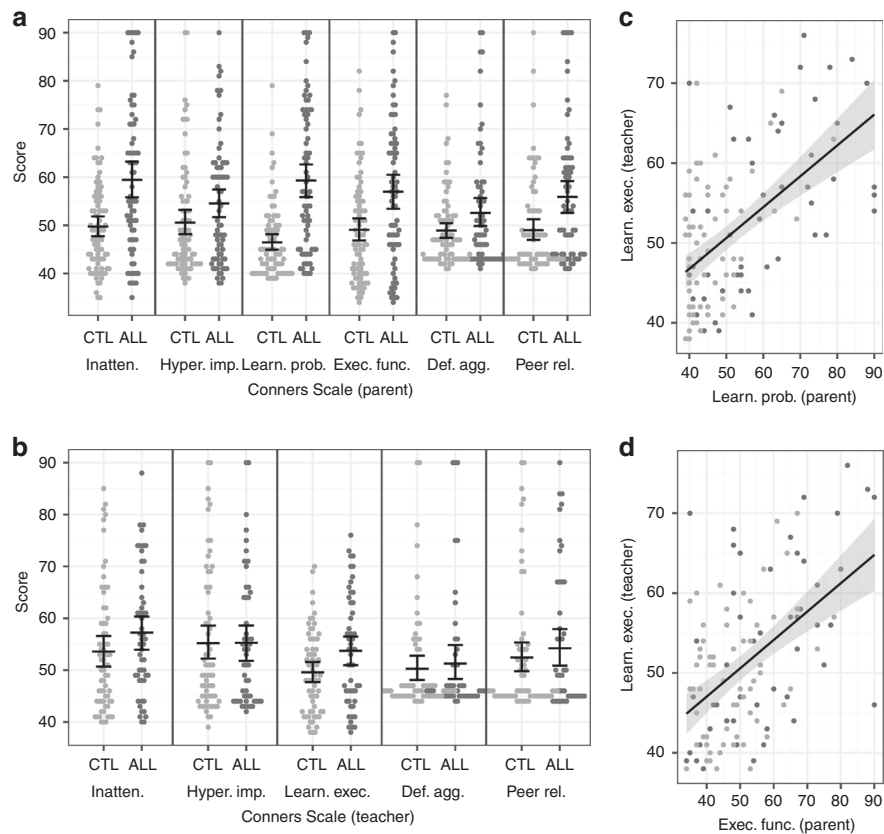 a
90
80
70
60
50
40
Score
CTL ALL CTL ALL CTL ALL CTL ALL CTL ALL CTL ALL
Inatten. Hyper. imp. Learn. prob. Exec. func. Def. agg. Peer rel.
Conners Scale (parent)
c
70
60
50
40
Learn. exec. (teacher)
40 50 60 70 80 90
Learn. prob. (parent)
b
90
80
70
60
50
40
Score
CTL ALL CTL ALL CTL ALL CTL ALL CTL ALL
Inatten. Hyper. imp. Learn. exec. Def. agg. Peer rel.
Conners Scale (teacher)
d
70
60
50
40
Learn. exec. (teacher)
40 50 60 70 80 90
Exec. func. (parent)